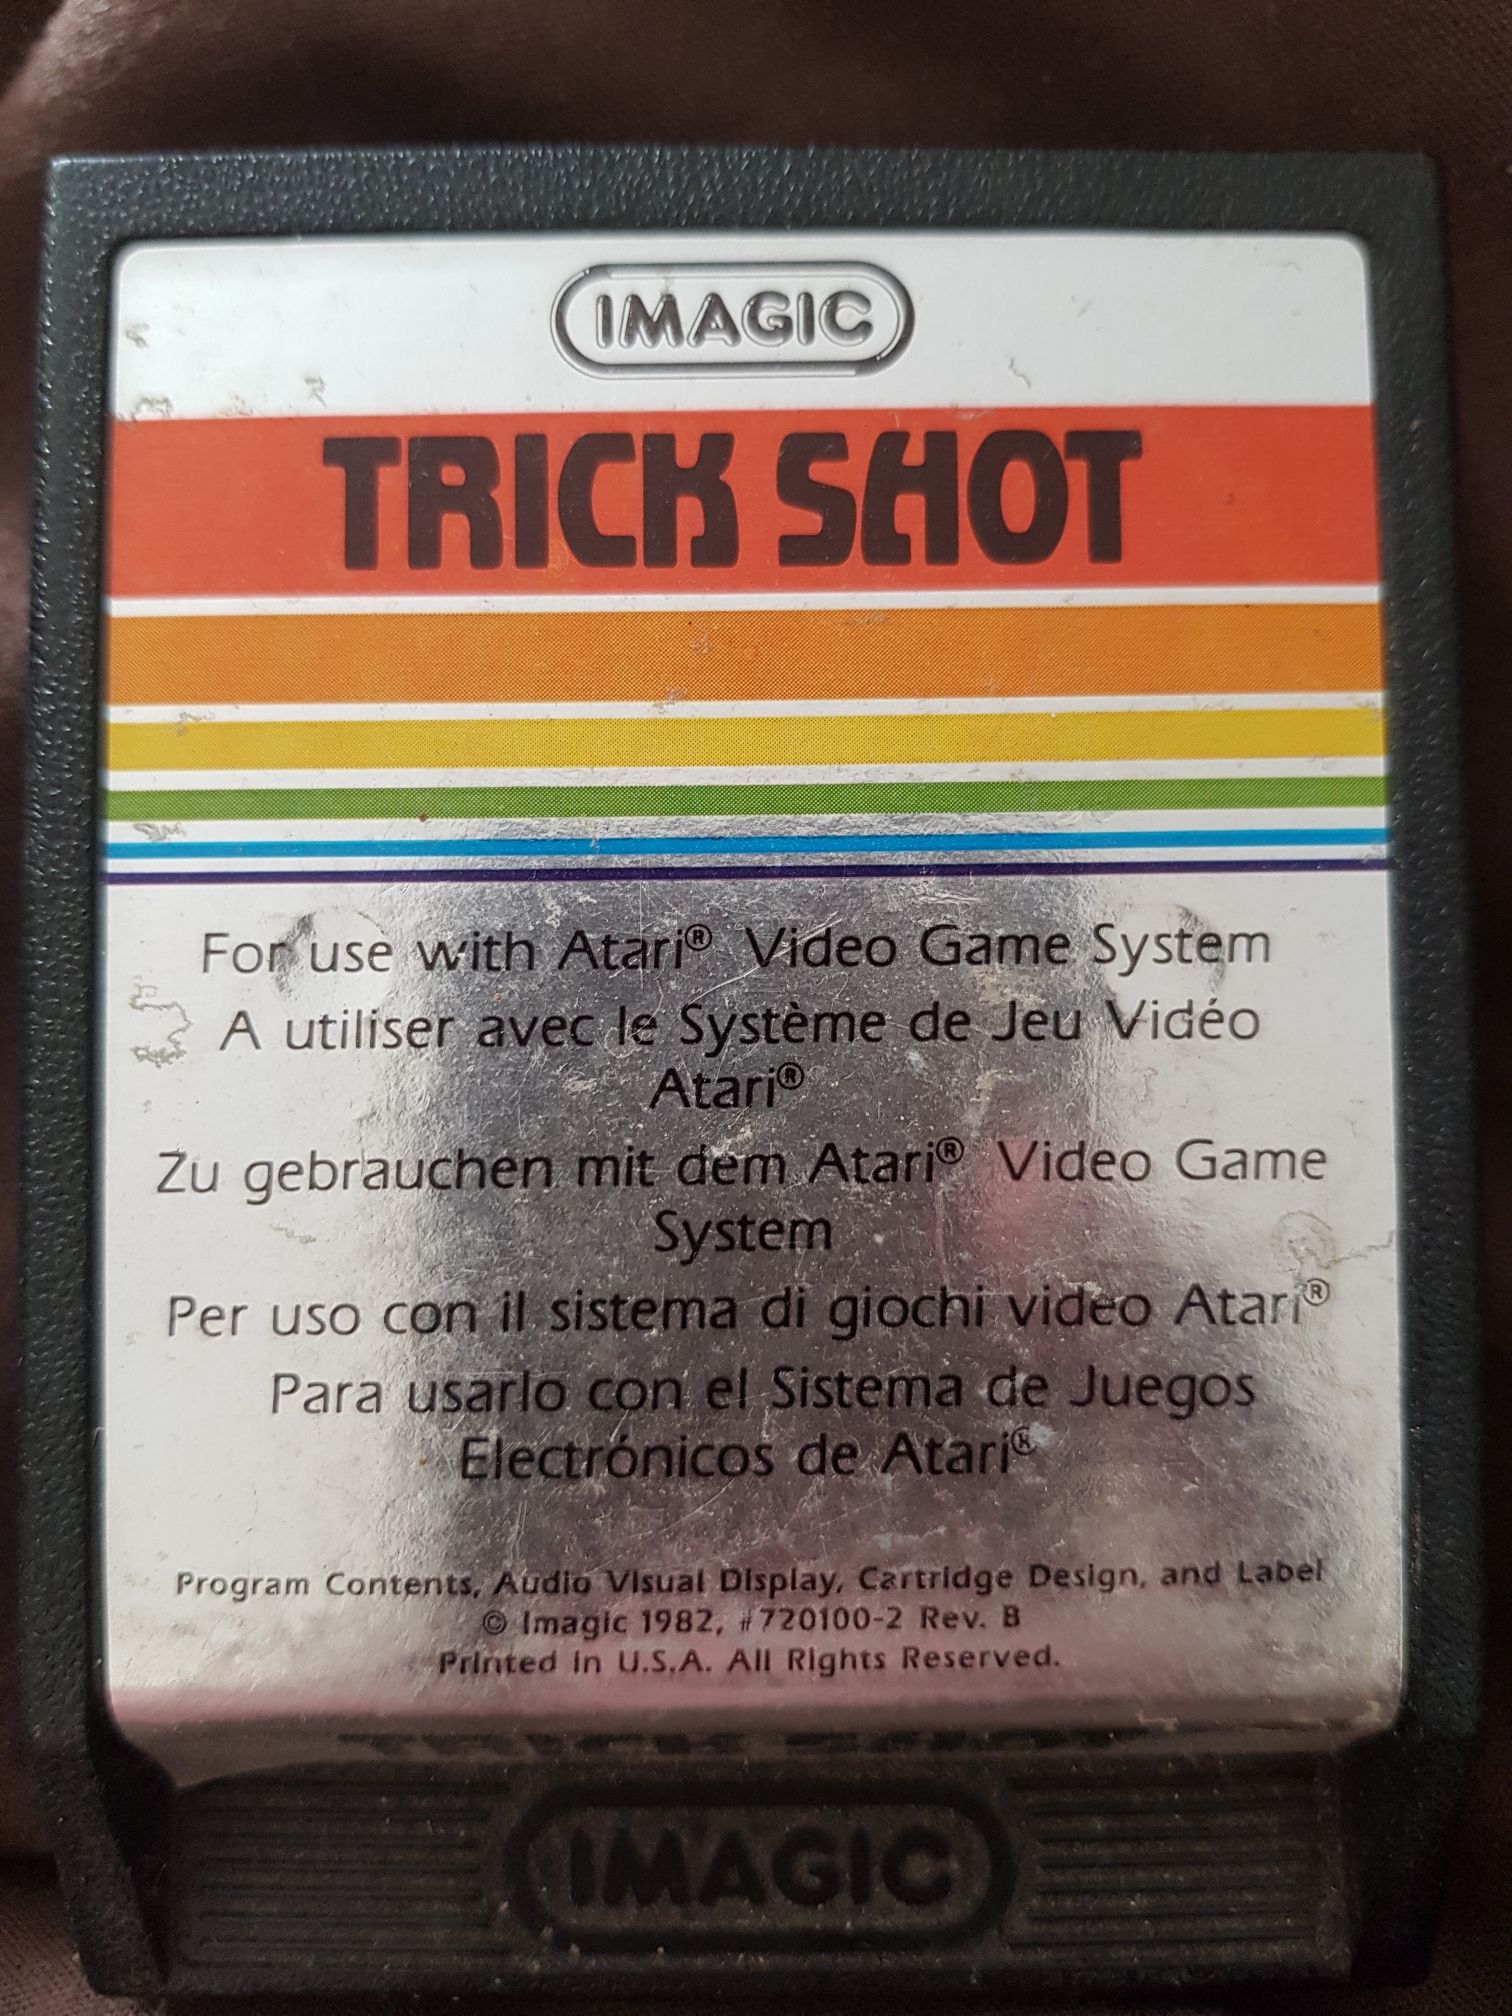 IMAGIC
TRICK SHOT
For use with Atari® Video Game System
A utiliser avec le Système de Jeu Vidéo
Atari®
Zu gebrauchen mit dem Atari® Video Game
System
Per uso con il sistema di giochi video Atari®
Para usarlo con el Sistema de Juegos
Electrónicos de Atari®
Program Contents, Audio Visual Display, Cartridge Design, and Label
© Imagic 1982, #720100-2 Rev. B
Printed in U.S.A. All Rights Reserved.
TRICK SHOT
IMAGIC